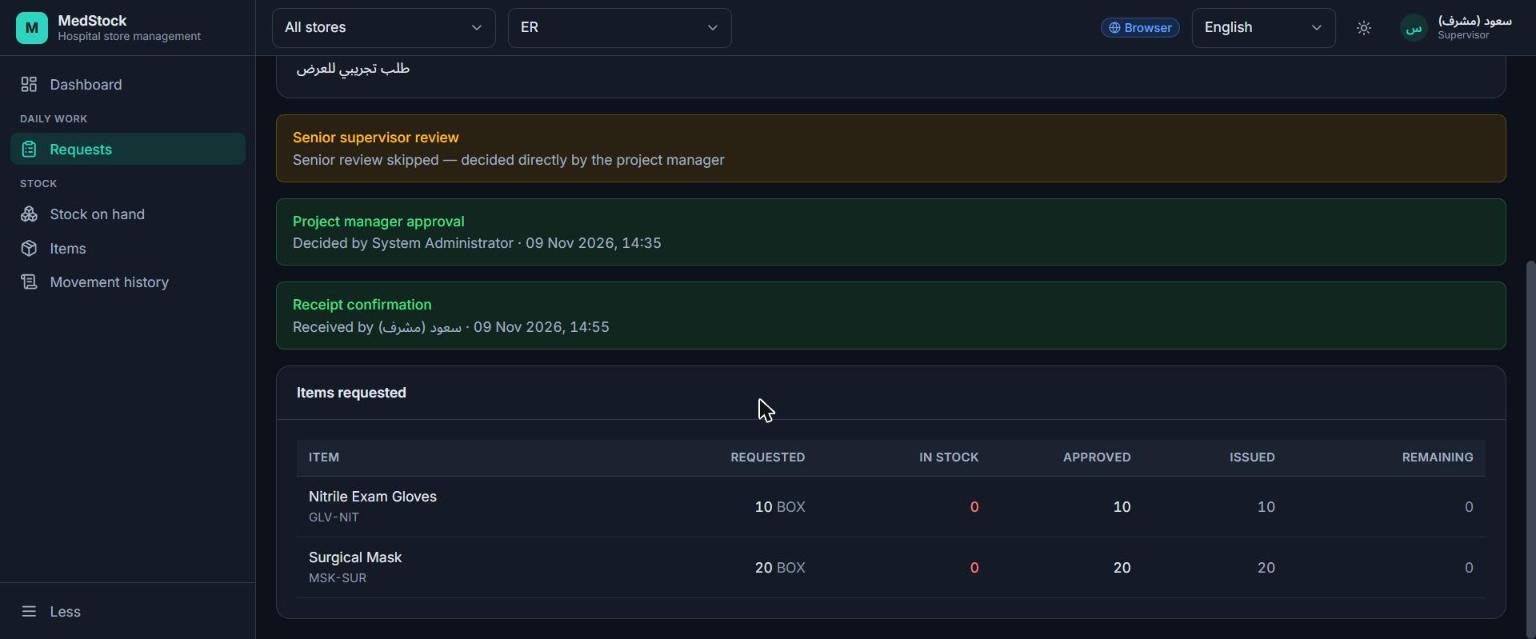 M
MedStock
Hospital store management
All stores
ER
Browser
English
س
سعود (مشرف)
Supervisor
Dashboard
DAILY WORK
Requests
STOCK
Stock on hand
Items
Movement history
Less
طلب تجريبي للعرض
Senior supervisor review
Senior review skipped — decided directly by the project manager
Project manager approval
Decided by System Administrator · 09 Nov 2026, 14:35
Receipt confirmation
Received by سعود (مشرف) · 09 Nov 2026, 14:55
Items requested
ITEM REQUESTED IN STOCK APPROVED ISSUED REMAINING
Nitrile Exam Gloves
GLV-NIT
10 BOX 0 10 10 0
Surgical Mask
MSK-SUR
20 BOX 0 20 20 0